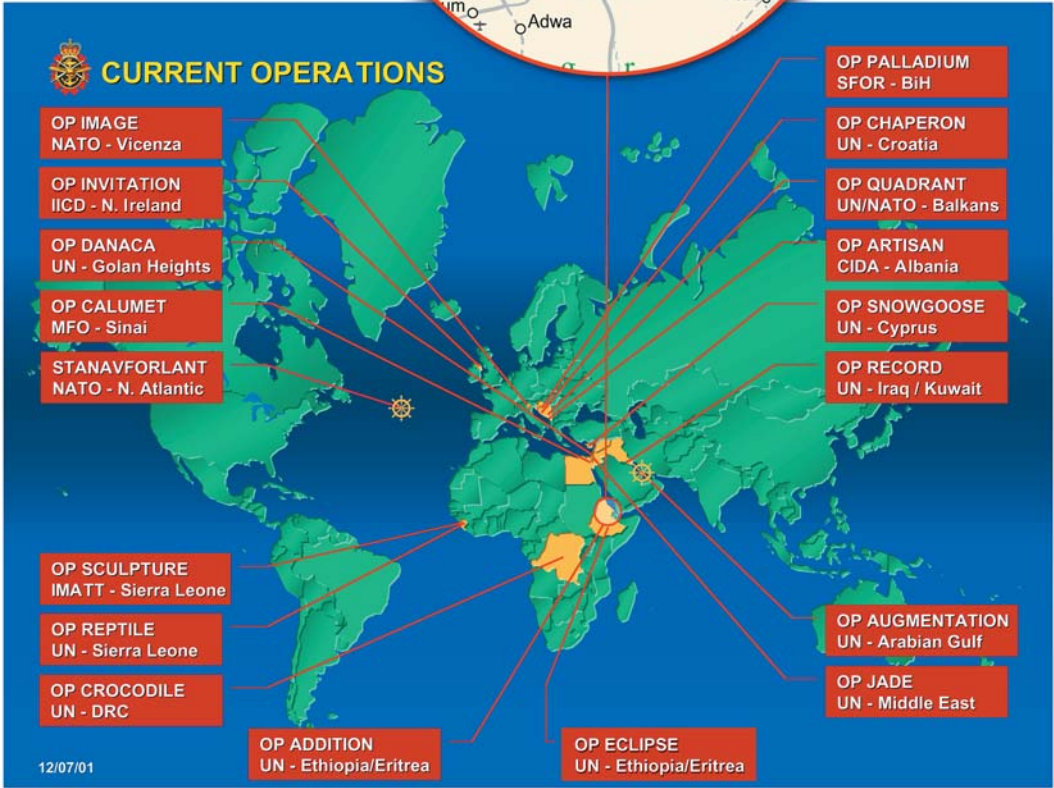 um
Adwa
g r
CURRENT OPERATIONS
OP IMAGE
NATO - Vicenza
OP INVITATION
IICD - N. Ireland
OP DANACA
UN - Golan Heights
OP CALUMET
MFO - Sinai
STANAVFORLANT
NATO - N. Atlantic
OP PALLADIUM
SFOR - BiH
OP CHAPERON
UN - Croatia
OP QUADRANT
UN/NATO - Balkans
OP ARTISAN
CIDA - Albania
OP SNOWGOOSE
UN - Cyprus
OP RECORD
UN - Iraq / Kuwait
OP SCULPTURE
IMATT - Sierra Leone
OP REPTILE
UN - Sierra Leone
OP CROCODILE
UN - DRC
OP AUGMENTATION
UN - Arabian Gulf
OP JADE
UN - Middle East
OP ADDITION
UN - Ethiopia/Eritrea
OP ECLIPSE
UN - Ethiopia/Eritrea
12/07/01